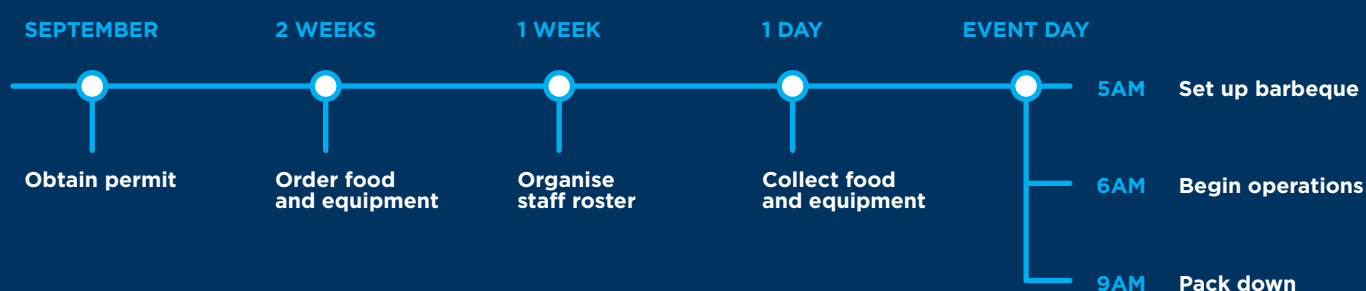 SEPTEMBER
2 WEEKS
1 WEEK
1 DAY
EVENT DAY
Obtain permit
Order food
and equipment
Organise
staff roster
Collect food
and equipment
5AM Set up barbeque
6AM Begin operations
9AM Pack down